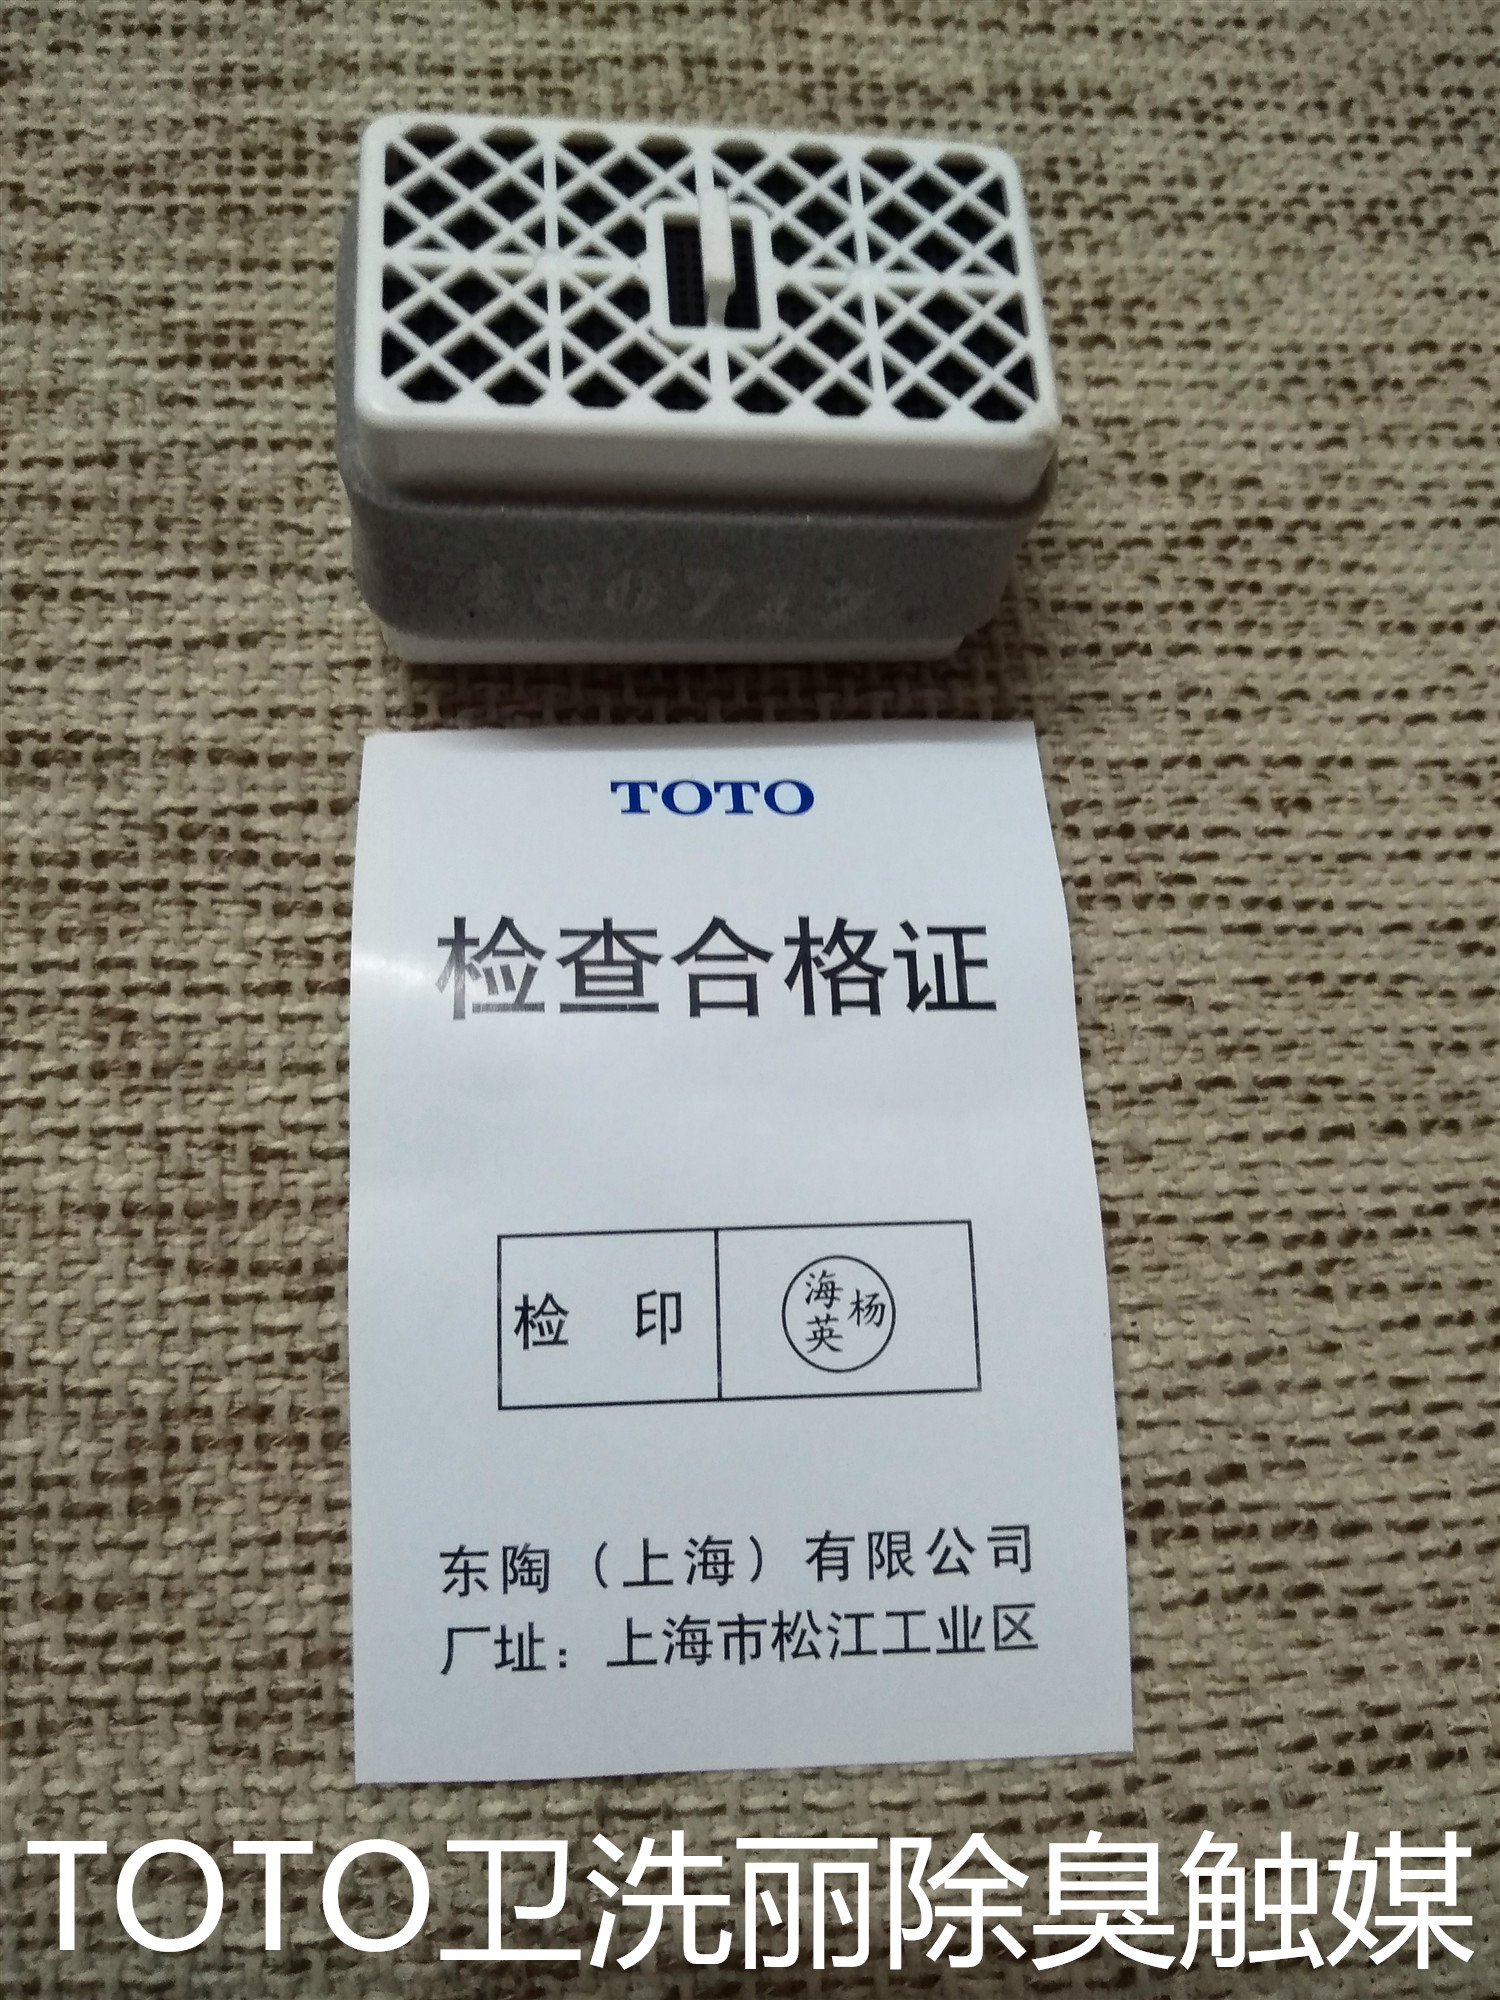 TOTO
检查合格证
检 印
杨海英
东陶（上海）有限公司
厂址：上海市松江工业区
TOTO卫洗丽除臭触媒